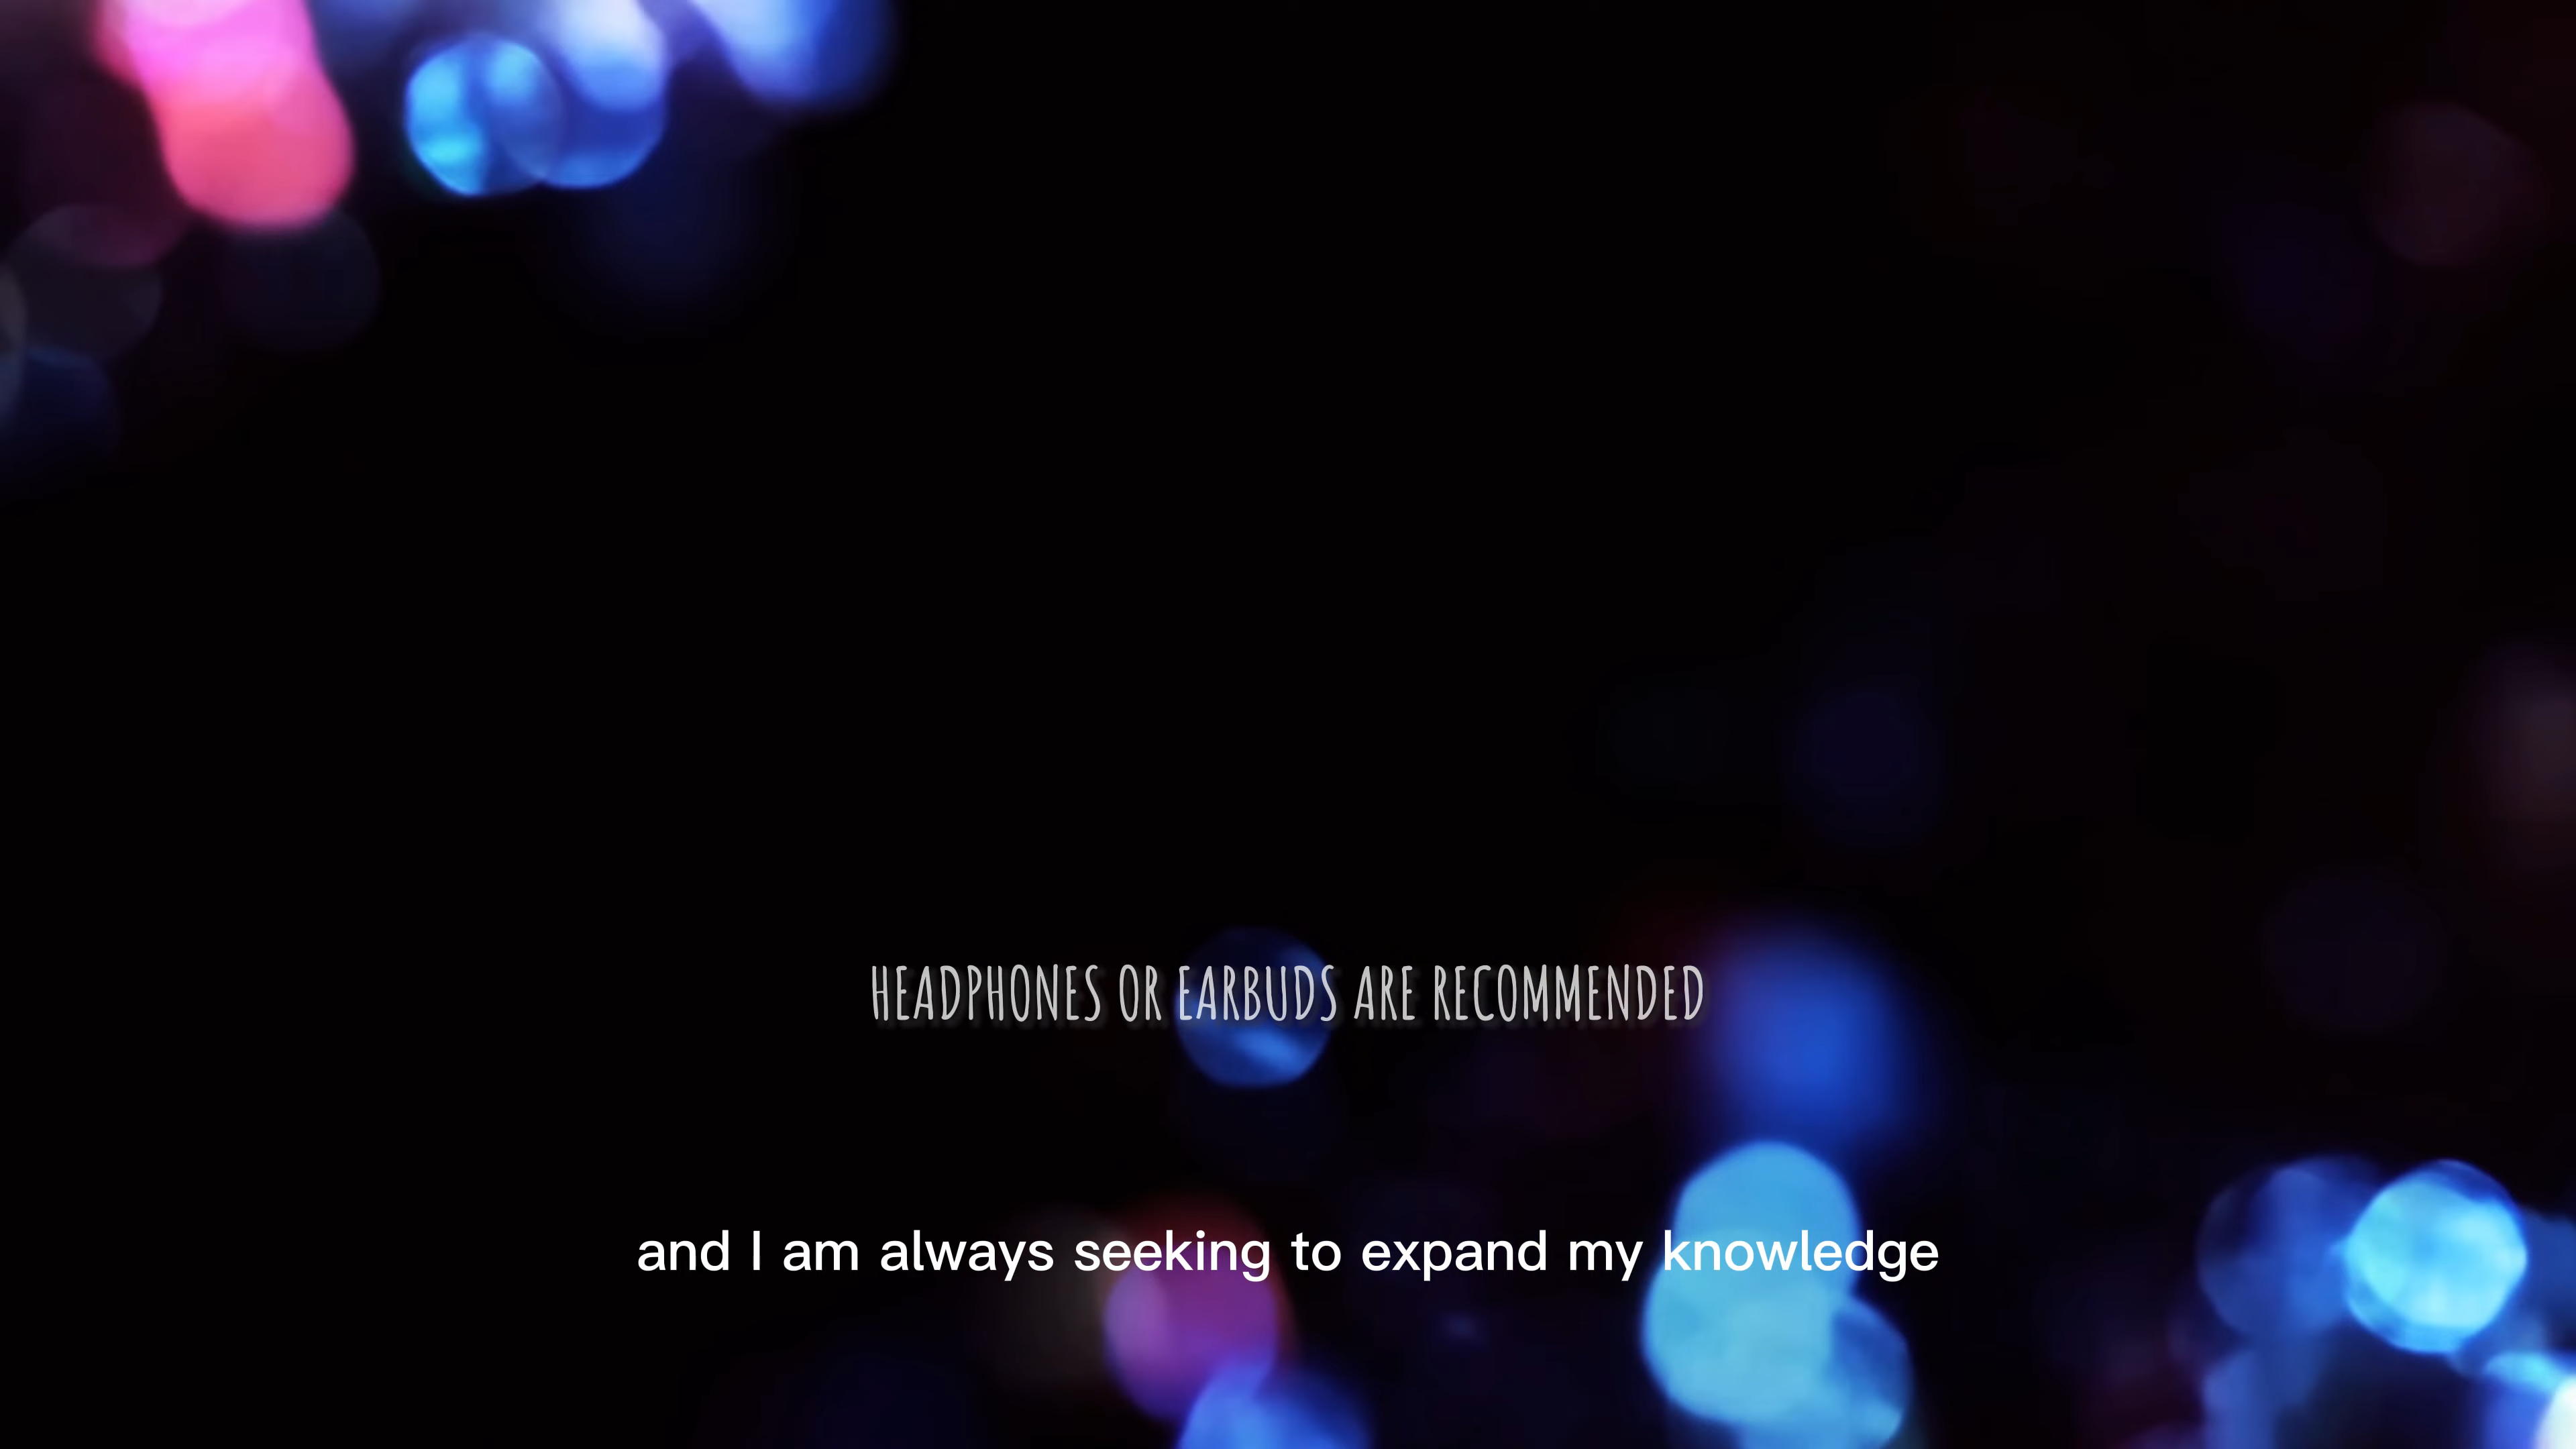 HEADPHONES OR EARBUDS ARE RECOMMENDED
and I am always seeking to expand my knowledge